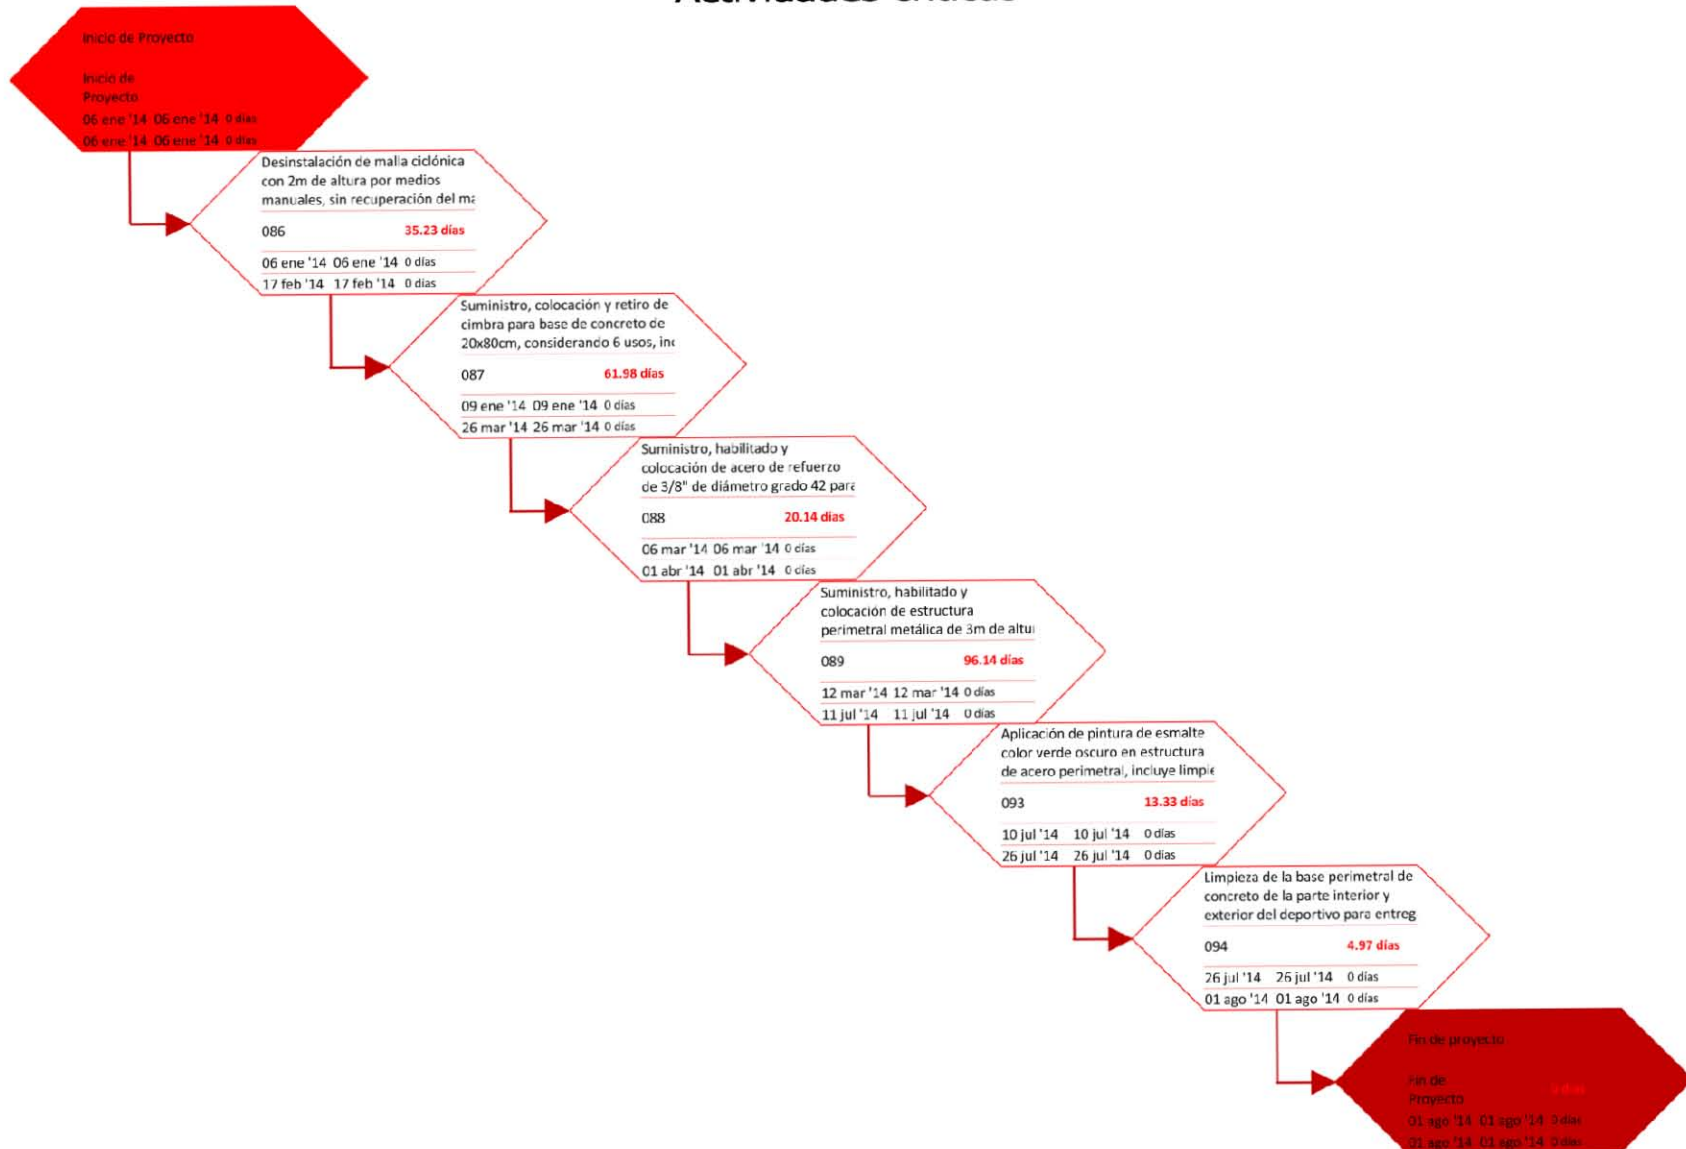 Actividades críticas
Inicio de Proyecto
Inicio de
Proyecto
06 ene '14 06 ene '14 0 días
06 ene '14 06 ene '14 0 días
Desinstalación de malla ciclónica
con 2m de altura por medios
manuales, sin recuperación del ma
086 35.23 días
06 ene '14 06 ene '14 0 días
17 feb '14 17 feb '14 0 días
Suministro, colocación y retiro de
cimbra para base de concreto de
20x80cm, considerando 6 usos, inc
087 61.98 días
09 ene '14 09 ene '14 0 días
26 mar '14 26 mar '14 0 días
Suministro, habilitado y
colocación de acero de refuerzo
de 3/8" de diámetro grado 42 para
088 20.14 días
06 mar '14 06 mar '14 0 días
01 abr '14 01 abr '14 0 días
Suministro, habilitado y
colocación de estructura
perimetral metálica de 3m de altu
089 96.14 días
12 mar '14 12 mar '14 0 días
11 jul '14 11 jul '14 0 días
Aplicación de pintura de esmalte
color verde oscuro en estructura
de acero perimetral, incluye limpie
093 13.33 días
10 jul '14 10 jul '14 0 días
26 jul '14 26 jul '14 0 días
Limpieza de la base perimetral de
concreto de la parte interior y
exterior del deportivo para entreg
094 4.97 días
26 jul '14 26 jul '14 0 días
01 ago '14 01 ago '14 0 días
Fin de proyecto
Fin de
Proyecto 0 días
01 ago '14 01 ago '14 0 días
01 ago '14 01 ago '14 0 días